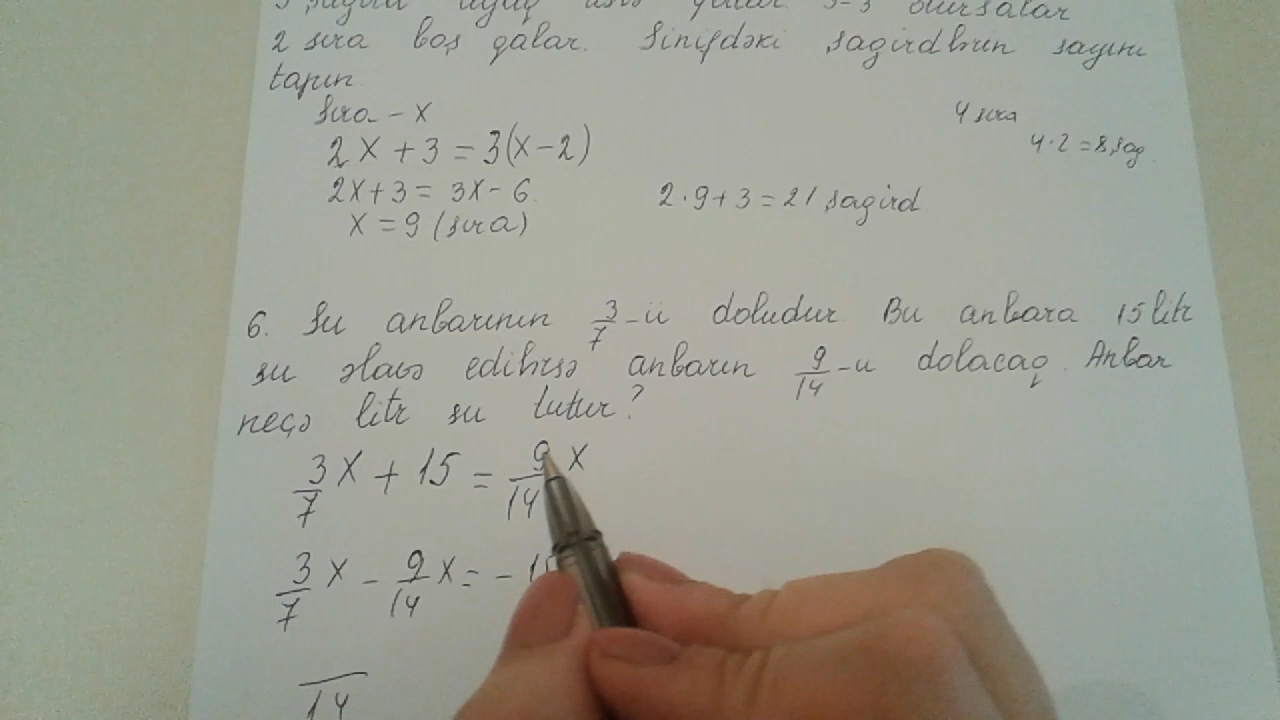 2 sıra boş qalar. Sinifdəki şagirdlərin sayını
tapın.
Sıra - x
4 sıra
2x + 3 = 3(x - 2)
4 · 2 = 8 şag
2x + 3 = 3x - 6
2 · 9 + 3 = 21 şagird
x = 9 (sıra)
6. Su anbarının 3/7-ü doludur Bu anbara 15 litr
su əlavə edilərsə anbarın 9/14-u dolacaq. Anbar
neçə litr su tutur?
3/7 x + 15 = 9/14 x
3/7 x - 9/14 x = -
14